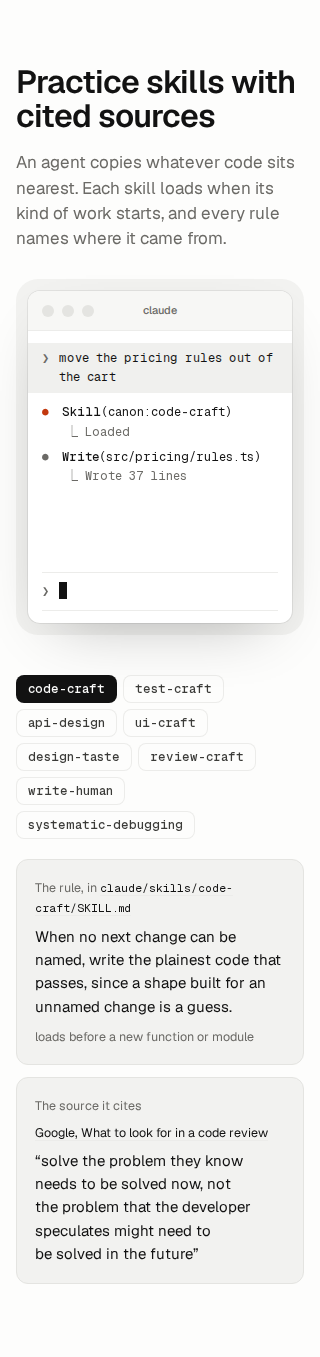 Practice skills with
cited sources
An agent copies whatever code sits
nearest. Each skill loads when its
kind of work starts, and every rule
names where it came from.
claude
❯ move the pricing rules out of
the cart
● Skill(canon:code-craft)
⎿ Loaded
● Write(src/pricing/rules.ts)
⎿ Wrote 37 lines
❯
code-craft test-craft
api-design ui-craft
design-taste review-craft
write-human
systematic-debugging
The rule, in claude/skills/code-
craft/SKILL.md
When no next change can be
named, write the plainest code that
passes, since a shape built for an
unnamed change is a guess.
loads before a new function or module
The source it cites
Google, What to look for in a code review
“solve the problem they know
needs to be solved now, not
the problem that the developer
speculates might need to
be solved in the future”